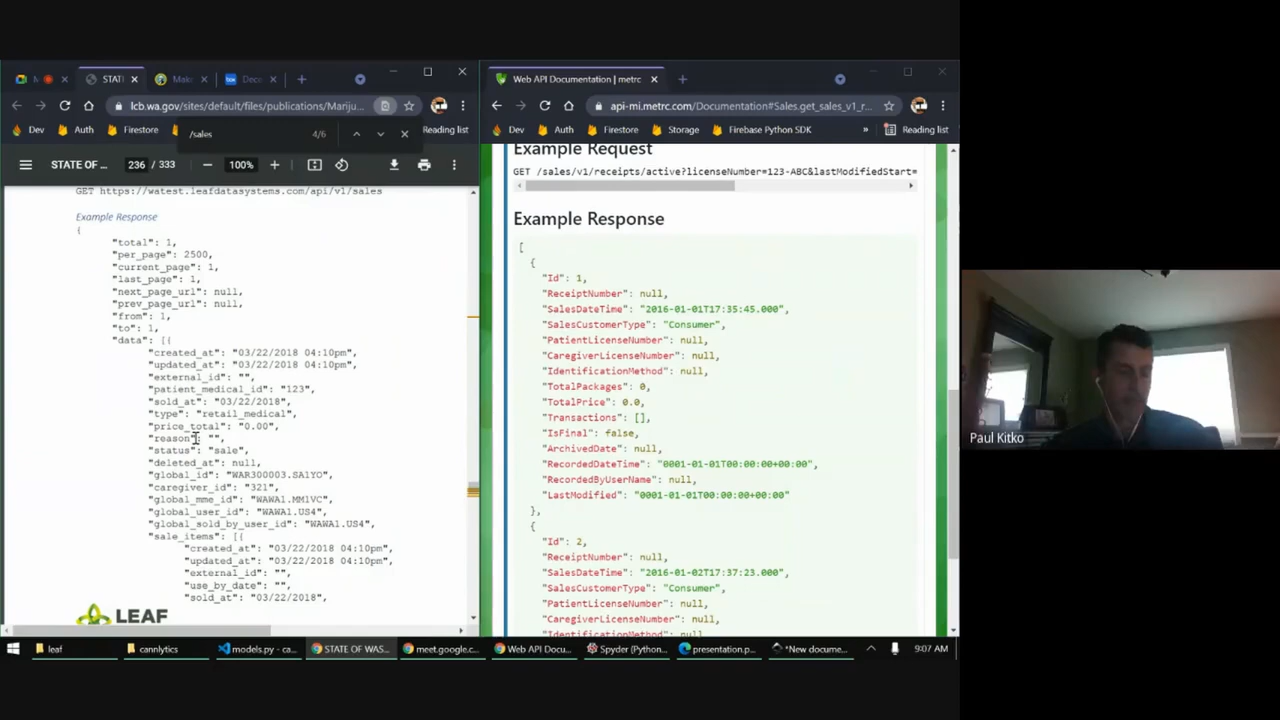 STATI
Make
Docu
lcb.wa.gov/sites/default/files/publications/Mariju...
Dev
Auth
Firestore
Reading list
/sales
4/6
STATE OF ...
236 / 333
100%
GET https://watest.leafdatasystems.com/api/v1/sales
Example Response
{
"total": 1,
"per_page": 2500,
"current_page": 1,
"last_page": 1,
"next_page_url": null,
"prev_page_url": null,
"from": 1,
"to": 1,
"data": [{
"created_at": "03/22/2018 04:10pm",
"updated_at": "03/22/2018 04:10pm",
"external_id": "",
"patient_medical_id": "123",
"sold_at": "03/22/2018",
"type": "retail_medical",
"price_total": "0.00",
"reason": "",
"status": "sale",
"deleted_at": null,
"global_id": "WAR300003.SA1YO",
"caregiver_id": "321",
"global_mme_id": "WAWA1.MM1VC",
"global_user_id": "WAWA1.US4",
"global_sold_by_user_id": "WAWA1.US4",
"sale_items": [{
"created_at": "03/22/2018 04:10pm",
"updated_at": "03/22/2018 04:10pm",
"external_id": "",
"use_by_date": "",
"sold_at": "03/22/2018",
LEAF
Web API Documentation | metrc
api-mi.metrc.com/Documentation#Sales.get_sales_v1_r...
Dev
Auth
Firestore
Storage
Firebase Python SDK
»
Reading list
Example Request
GET /sales/v1/receipts/active?licenseNumber=123-ABC&lastModifiedStart=
Example Response
[
{
"Id": 1,
"ReceiptNumber": null,
"SalesDateTime": "2016-01-01T17:35:45.000",
"SalesCustomerType": "Consumer",
"PatientLicenseNumber": null,
"CaregiverLicenseNumber": null,
"IdentificationMethod": null,
"TotalPackages": 0,
"TotalPrice": 0.0,
"Transactions": [],
"IsFinal": false,
"ArchivedDate": null,
"RecordedDateTime": "0001-01-01T00:00:00+00:00",
"RecordedByUserName": null,
"LastModified": "0001-01-01T00:00:00+00:00"
},
{
"Id": 2,
"ReceiptNumber": null,
"SalesDateTime": "2016-01-02T17:37:23.000",
"SalesCustomerType": "Consumer",
"PatientLicenseNumber": null,
"CaregiverLicenseNumber": null,
"IdentificationMethod": null,
Paul Kitko
leaf
cannlytics
models.py - ca...
STATE OF WAS...
meet.google.c...
Web API Docu...
Spyder (Python...
presentation.p...
*New docume...
9:07 AM